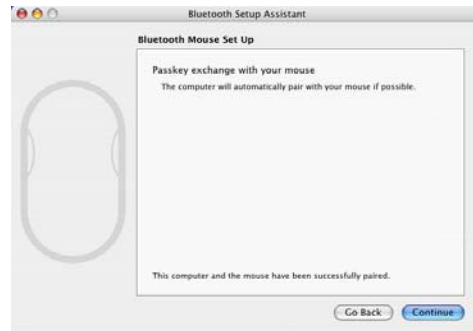 Bluetooth Setup Assistant
Bluetooth Mouse Set Up
Passkey exchange with your mouse
The computer will automatically pair with your mouse if possible.
This computer and the mouse have been successfully paired.
Go Back
Continue